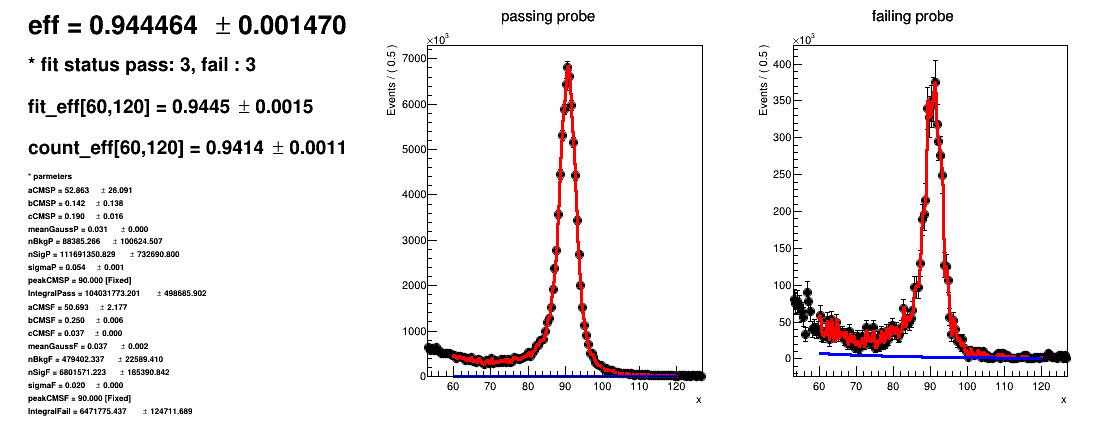 eff = 0.944464 ± 0.001470
* fit status pass: 3, fail : 3
fit_eff[60,120] = 0.9445 ± 0.0015
count_eff[60,120] = 0.9414 ± 0.0011
* parmeters
aCMSP = 52.863 ± 26.091
bCMSP = 0.142 ± 0.138
cCMSP = 0.190 ± 0.016
meanGaussP = 0.031 ± 0.000
nBkgP = 88385.266 ± 100624.507
nSigP = 111691350.829 ± 732690.800
sigmaP = 0.054 ± 0.001
peakCMSP = 90.000 [Fixed]
IntegralPass = 104031773.201 ± 498685.902
aCMSF = 50.693 ± 2.177
bCMSF = 0.250 ± 0.006
cCMSF = 0.037 ± 0.000
meanGaussF = 0.037 ± 0.002
nBkgF = 479402.337 ± 22589.410
nSigF = 6801571.223 ± 185390.842
sigmaF = 0.020 ± 0.000
peakCMSF = 90.000 [Fixed]
IntegralFail = 6471775.437 ± 124711.689
passing probe
×10³
Events / ( 0.5 )
7000
6000
5000
4000
3000
2000
1000
0
60 70 80 90 100 110 120
x
failing probe
×10³
Events / ( 0.5 )
400
350
300
250
200
150
100
50
0
60 70 80 90 100 110 120
x